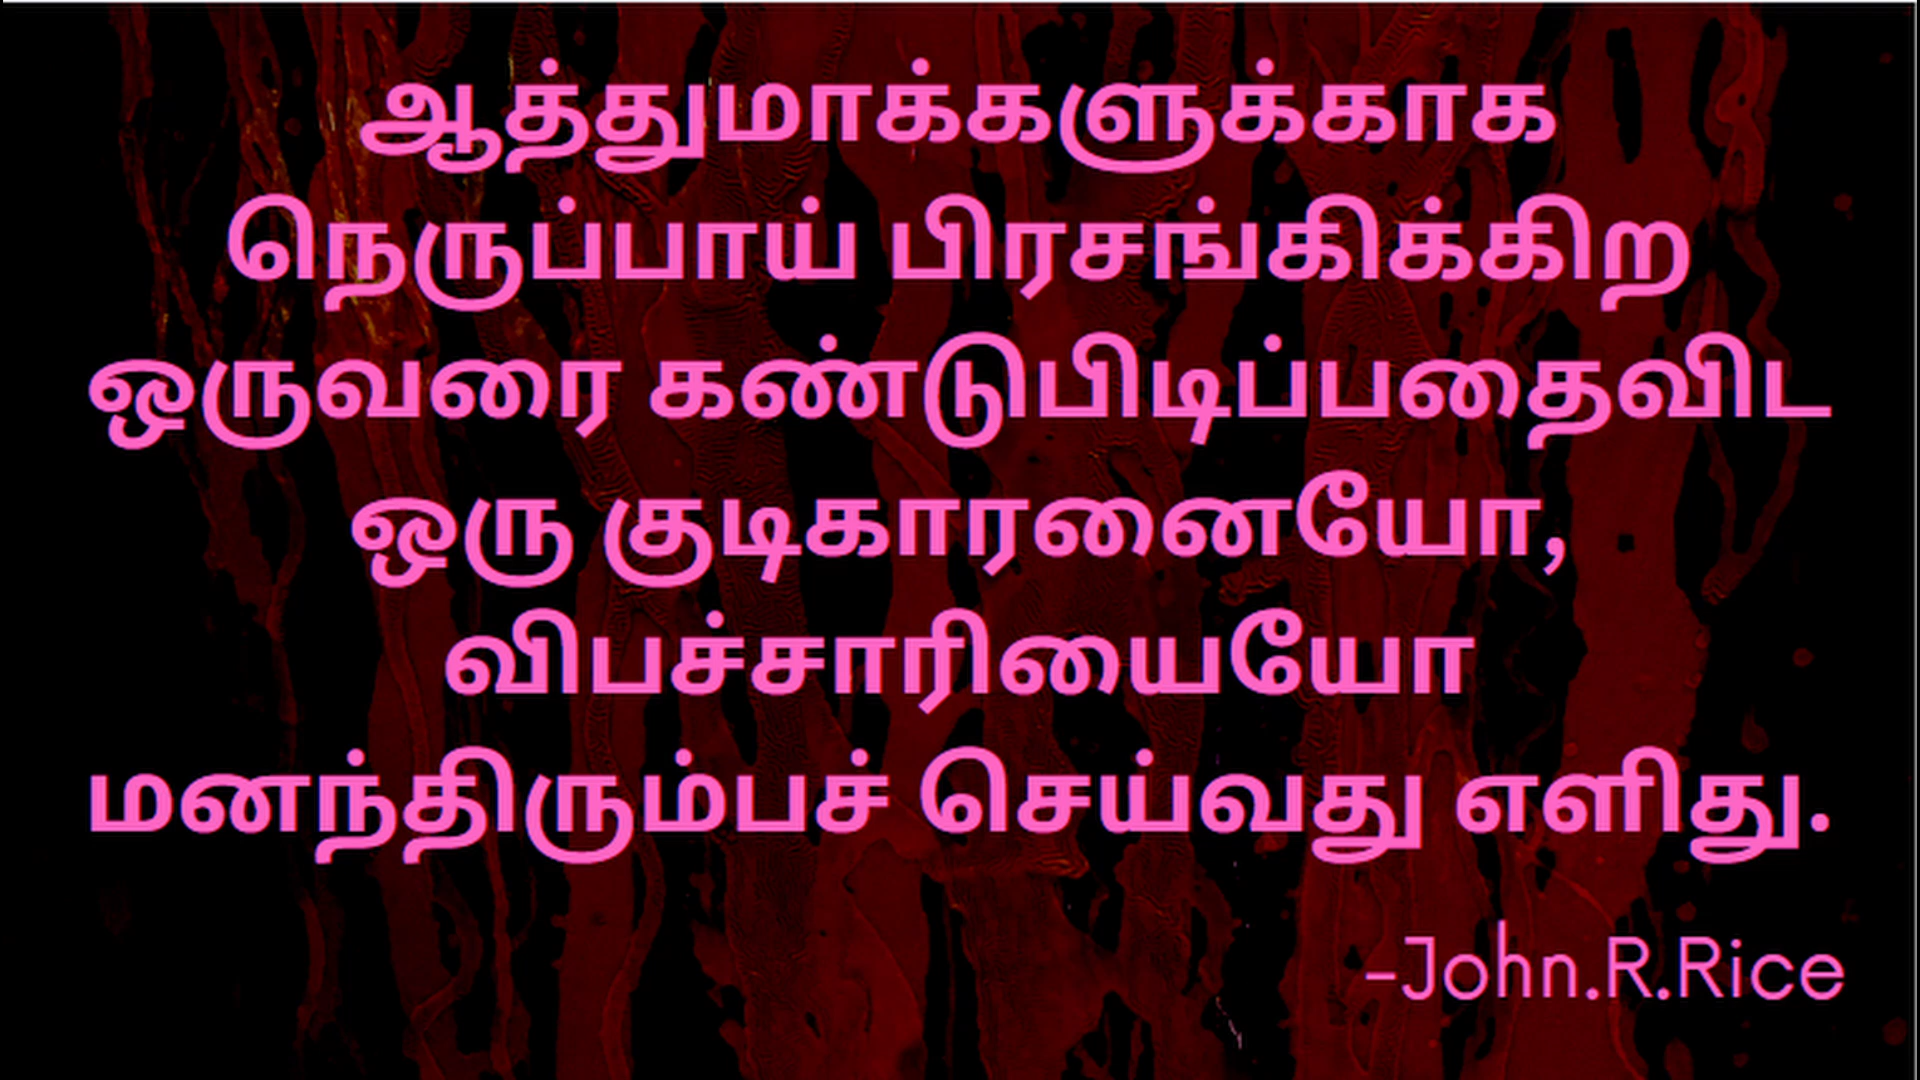 ஆத்துமாக்களுக்காக
நெருப்பாய் பிரசங்கிக்கிற
ஒருவரை கண்டுபிடிப்பதைவிட
ஒரு குடிகாரனையோ,
விபச்சாரியையோ
மனந்திரும்பச் செய்வது எளிது.
-John.R.Rice